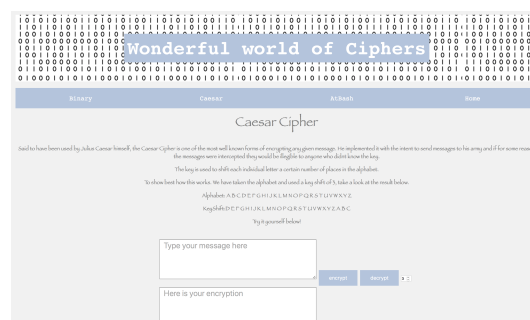 Wonderful world of Ciphers
Binary Caesar Atbash Home
Caesar Cipher
Said to have been used by Julius Caesar himself, the Caesar Cipher is one of the most well known forms of encrypting any given message. He implemented it with the intent to send messages to his army and if for some reaso
the messages were intercepted they would be illegible to anyone who didnt know the key.
The key is used to shift each individual letter a certain number of places in the alphabet.
To show best how this works. We have taken the alphabet and used a key shift of 3, take a look at the result below.
Alphabet: A B C D E F G H I J K L M N O P Q R S T U V W X Y Z
Key Shift: D E F G H I J K L M N O P Q R S T U V W X Y Z A B C
Try it yourself below!
Type your message here
encrypt decrypt
Here is your encryption